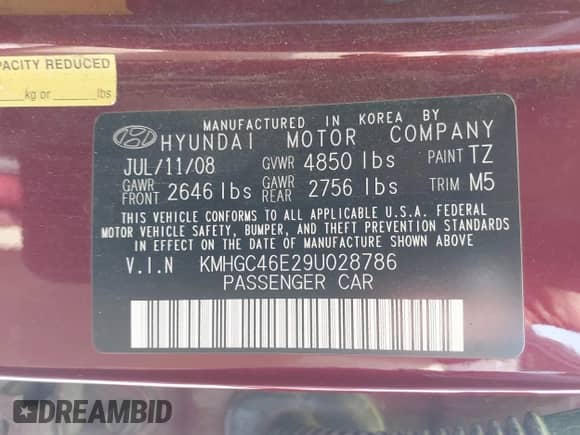 PACITY REDUCED
kg or lbs
MANUFACTURED IN KOREA BY
HYUNDAI MOTOR COMPANY
JUL/11/08 GVWR 4850 lbs PAINT TZ
GAWR FRONT 2646 lbs GAWR REAR 2756 lbs TRIM M5
THIS VEHICLE CONFORMS TO ALL APPLICABLE U.S.A. FEDERAL
MOTOR VEHICLE SAFETY, BUMPER, AND THEFT PREVENTION STANDARDS
IN EFFECT ON THE DATE OF MANUFACTURE SHOWN ABOVE
V.I.N KMHGC46E29U028786
PASSENGER CAR
DREAMBID